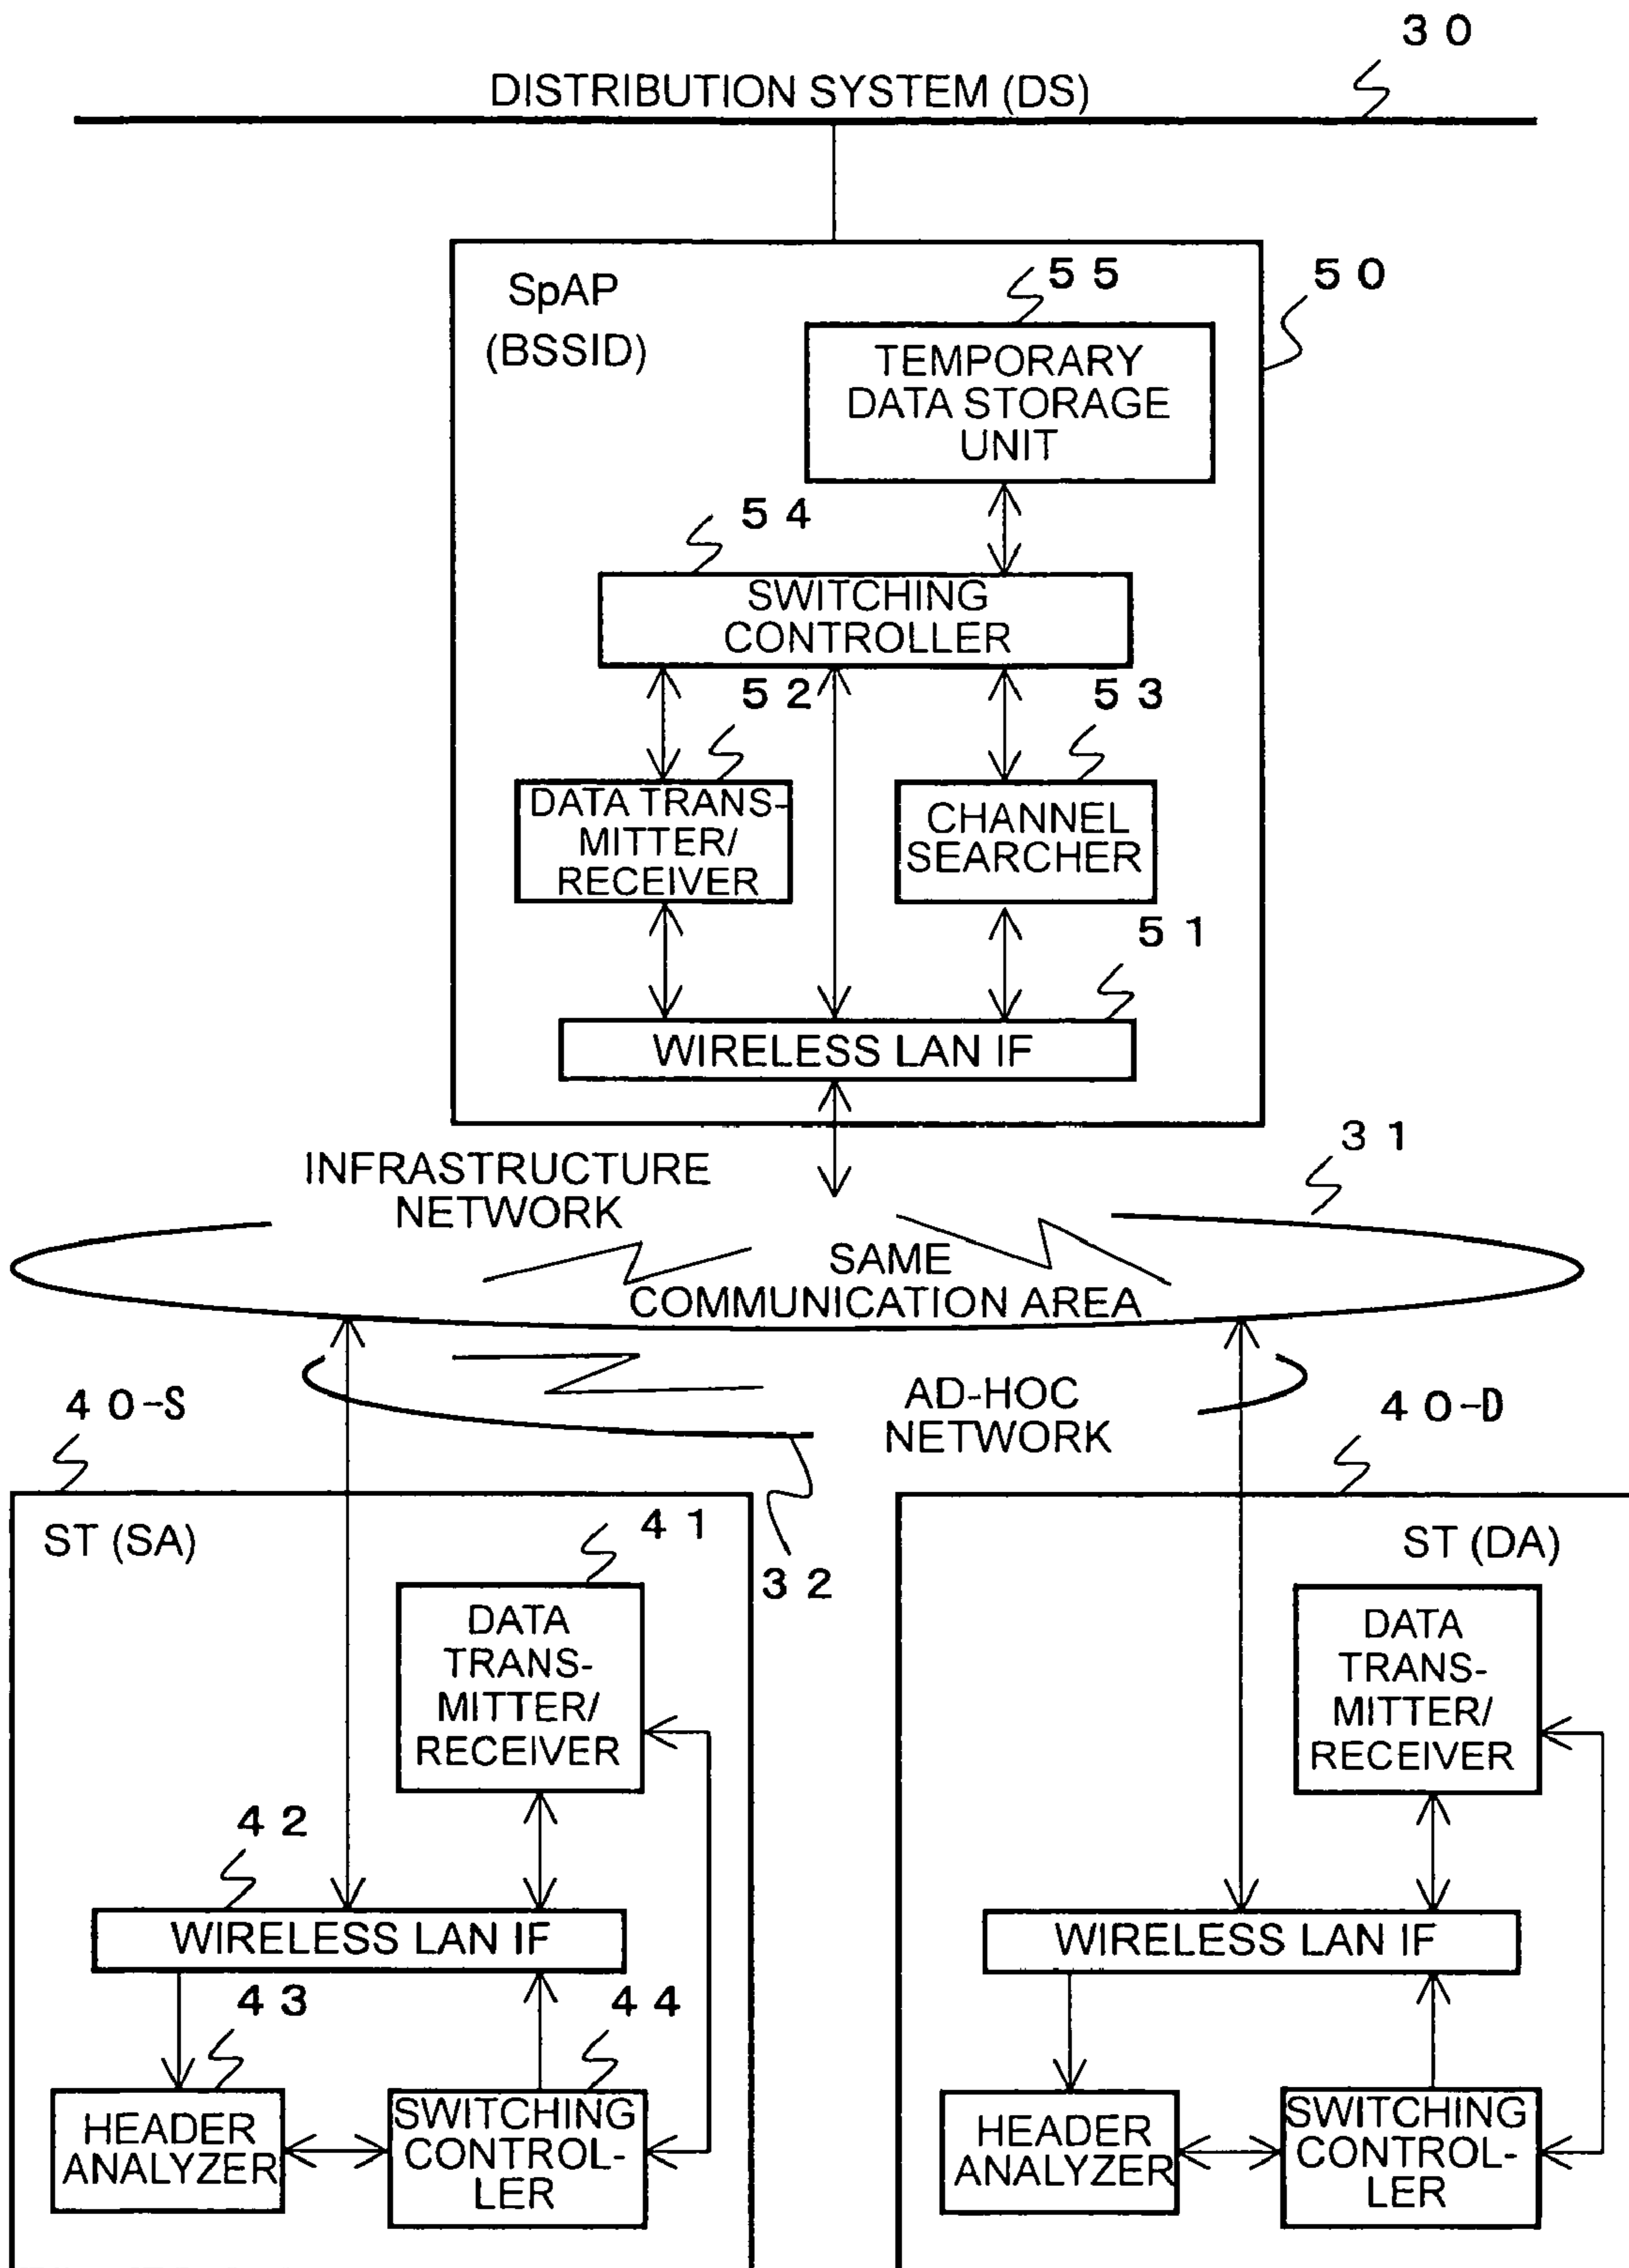 30
DISTRIBUTION SYSTEM (DS)
SpAP
(BSSID)
55
50
TEMPORARY
DATA STORAGE
UNIT
54
SWITCHING
CONTROLLER
52
53
DATA TRANS-
MITTER/
RECEIVER
CHANNEL
SEARCHER
51
WIRELESS LAN IF
31
INFRASTRUCTURE
NETWORK
SAME
COMMUNICATION AREA
AD-HOC
NETWORK
32
40-S
ST (SA)
41
DATA
TRANS-
MITTER/
RECEIVER
42
WIRELESS LAN IF
43
44
HEADER
ANALYZER
SWITCHING
CONTROL-
LER
40-D
ST (DA)
DATA
TRANS-
MITTER/
RECEIVER
WIRELESS LAN IF
HEADER
ANALYZER
SWITCHING
CONTROL-
LER